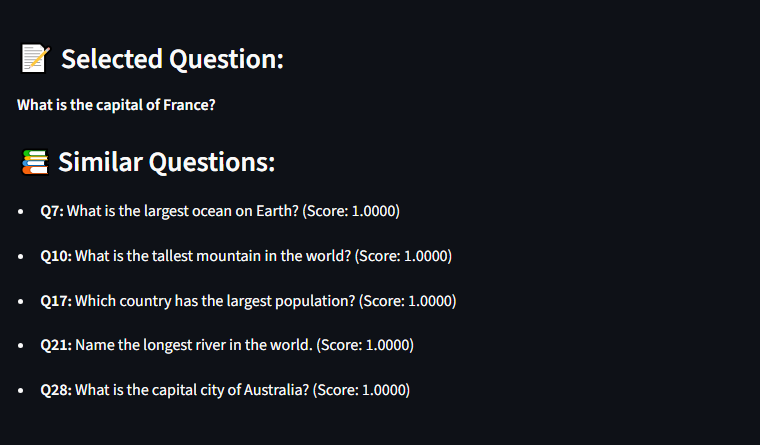 📝 Selected Question:
What is the capital of France?
📚 Similar Questions:
• Q7: What is the largest ocean on Earth? (Score: 1.0000)
• Q10: What is the tallest mountain in the world? (Score: 1.0000)
• Q17: Which country has the largest population? (Score: 1.0000)
• Q21: Name the longest river in the world. (Score: 1.0000)
• Q28: What is the capital city of Australia? (Score: 1.0000)